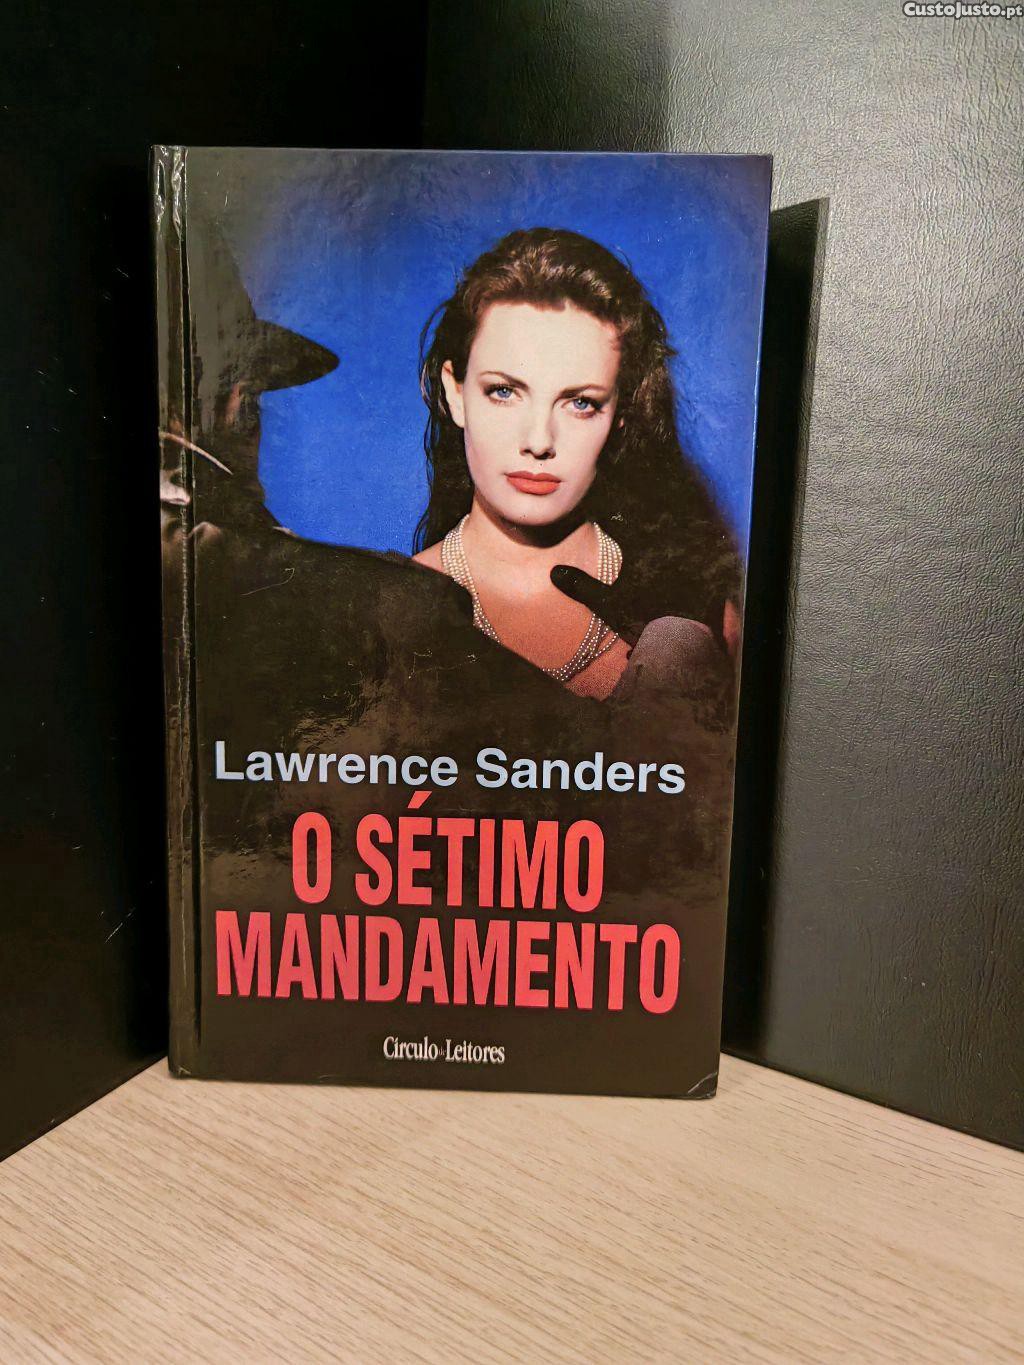 CustoJusto.pt
Lawrence Sanders
O SÉTIMO
MANDAMENTO
Círculo de Leitores